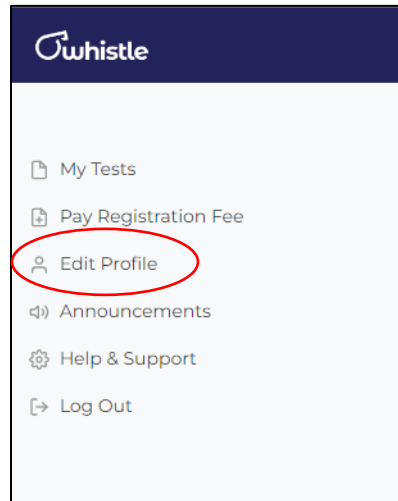 whistle
My Tests
Pay Registration Fee
Edit Profile
Announcements
Help & Support
Log Out